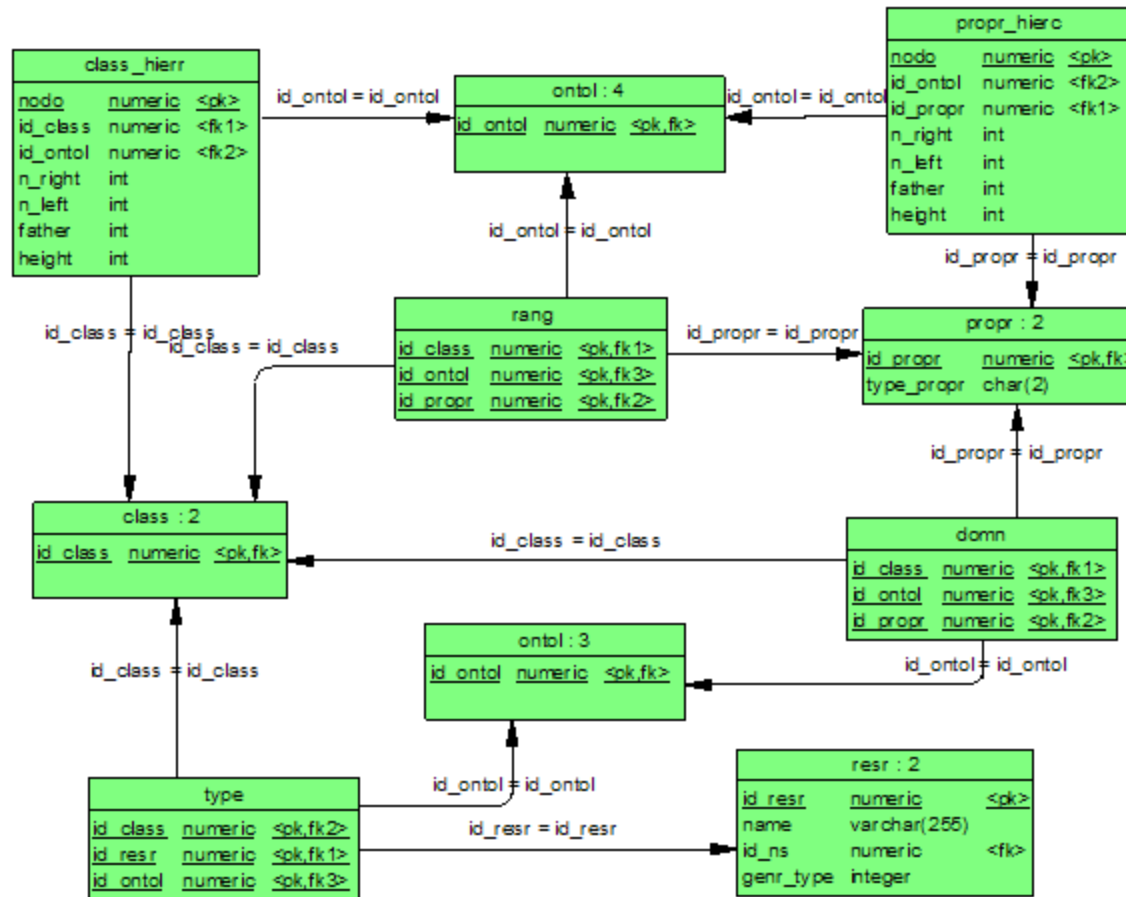 class_hierr
nodo numeric <pk>
id_class numeric <fk1>
id_ontol numeric <fk2>
n_right int
n_left int
father int
height int
id_ontol = id_ontol
ontol : 4
id_ontol numeric <pk,fk>
id_ontol = id_ontol
propr_hierc
nodo numeric <pk>
id_ontol numeric <fk2>
id_propr numeric <fk1>
n_right int
n_left int
father int
height int
id_ontol = id_ontol
id_propr = id_propr
id_class = id_class
id_class = id_class
rang
id_class numeric <pk,fk1>
id_ontol numeric <pk,fk3>
id_propr numeric <pk,fk2>
id_propr = id_propr
propr : 2
id_propr numeric
type_propr char(2)
id_propr = id_propr
class : 2
id_class numeric <pk,fk>
id_class = id_class
domn
id_class numeric <pk,fk1>
id_ontol numeric <pk,fk3>
id_propr numeric <pk,fk2>
id_class = id_class
ontol : 3
id_ontol numeric <pk,fk>
id_ontol = id_ontol
type
id_class numeric <pk,fk2>
id_resr numeric <pk,fk1>
id_ontol numeric <pk,fk3>
id_ontol = id_ontol
id_resr = id_resr
resr : 2
id_resr numeric <pk>
name varchar(255)
id_ns numeric <fk>
genr_type integer